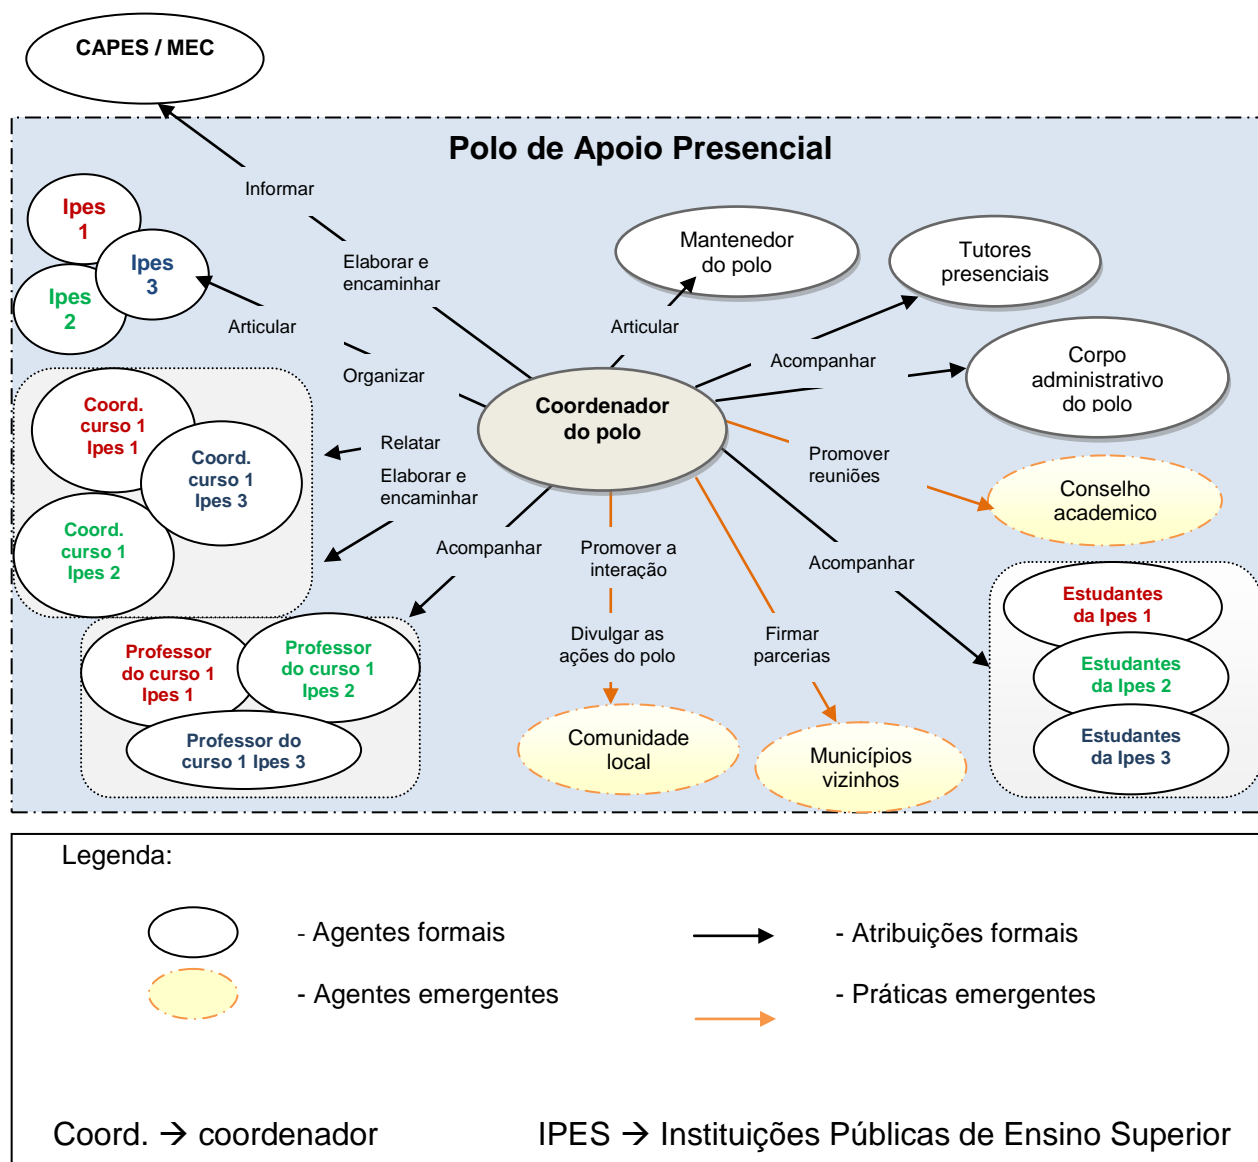 CAPES / MEC
Polo de Apoio Presencial
Informar
Ipes
1
Ipes
3
Ipes
2
Elaborar e
encaminhar
Articular
Organizar
Mantenedor
do polo
Tutores
presenciais
Articular
Acompanhar
Corpo
administrativo
do polo
Coordenador
do polo
Coord.
curso 1
Ipes 1
Coord.
curso 1
Ipes 3
Coord.
curso 1
Ipes 2
Relatar
Elaborar e
encaminhar
Acompanhar
Promover
reuniões
Conselho
academico
Promover a
interação
Acompanhar
Divulgar as
ações do polo
Firmar
parcerias
Estudantes
da Ipes 1
Estudantes
da Ipes 2
Estudantes
da Ipes 3
Professor
do curso 1
Ipes 1
Professor
do curso 1
Ipes 2
Professor do
curso 1 Ipes 3
Comunidade
local
Municípios
vizinhos
Legenda:
- Agentes formais
- Atribuições formais
- Agentes emergentes
- Práticas emergentes
Coord. → coordenador
IPES → Instituições Públicas de Ensino Superior